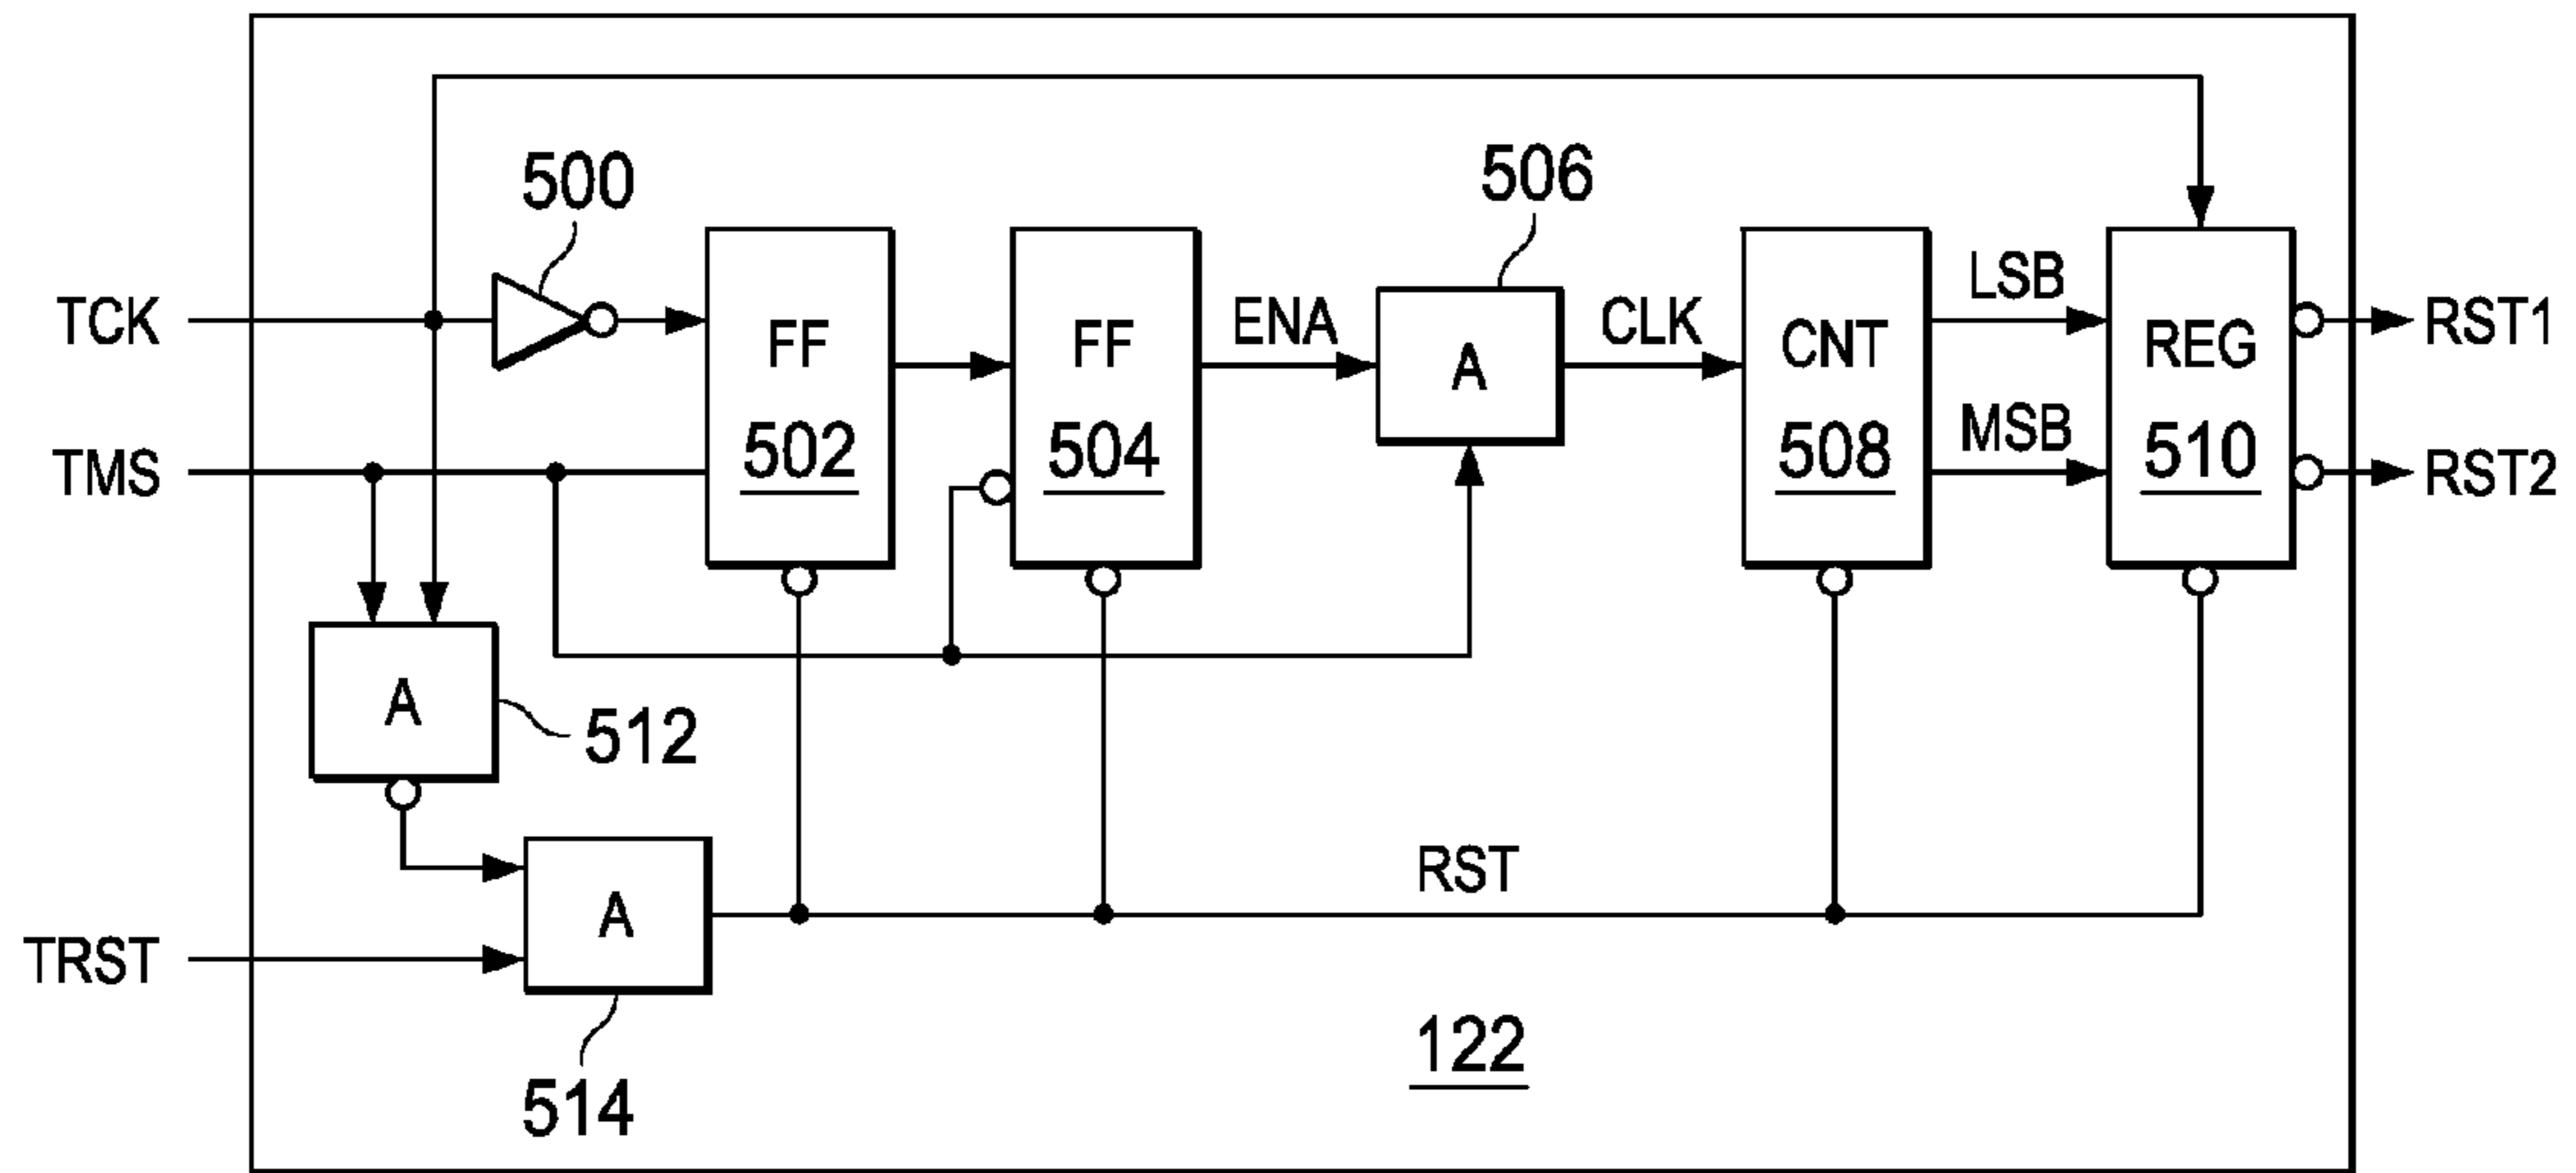 500
506
TCK
TMS
FF
502
FF
504
ENA
A
CLK
CNT
508
LSB
MSB
REG
510
RST1
RST2
A
512
TRST
A
514
RST
122